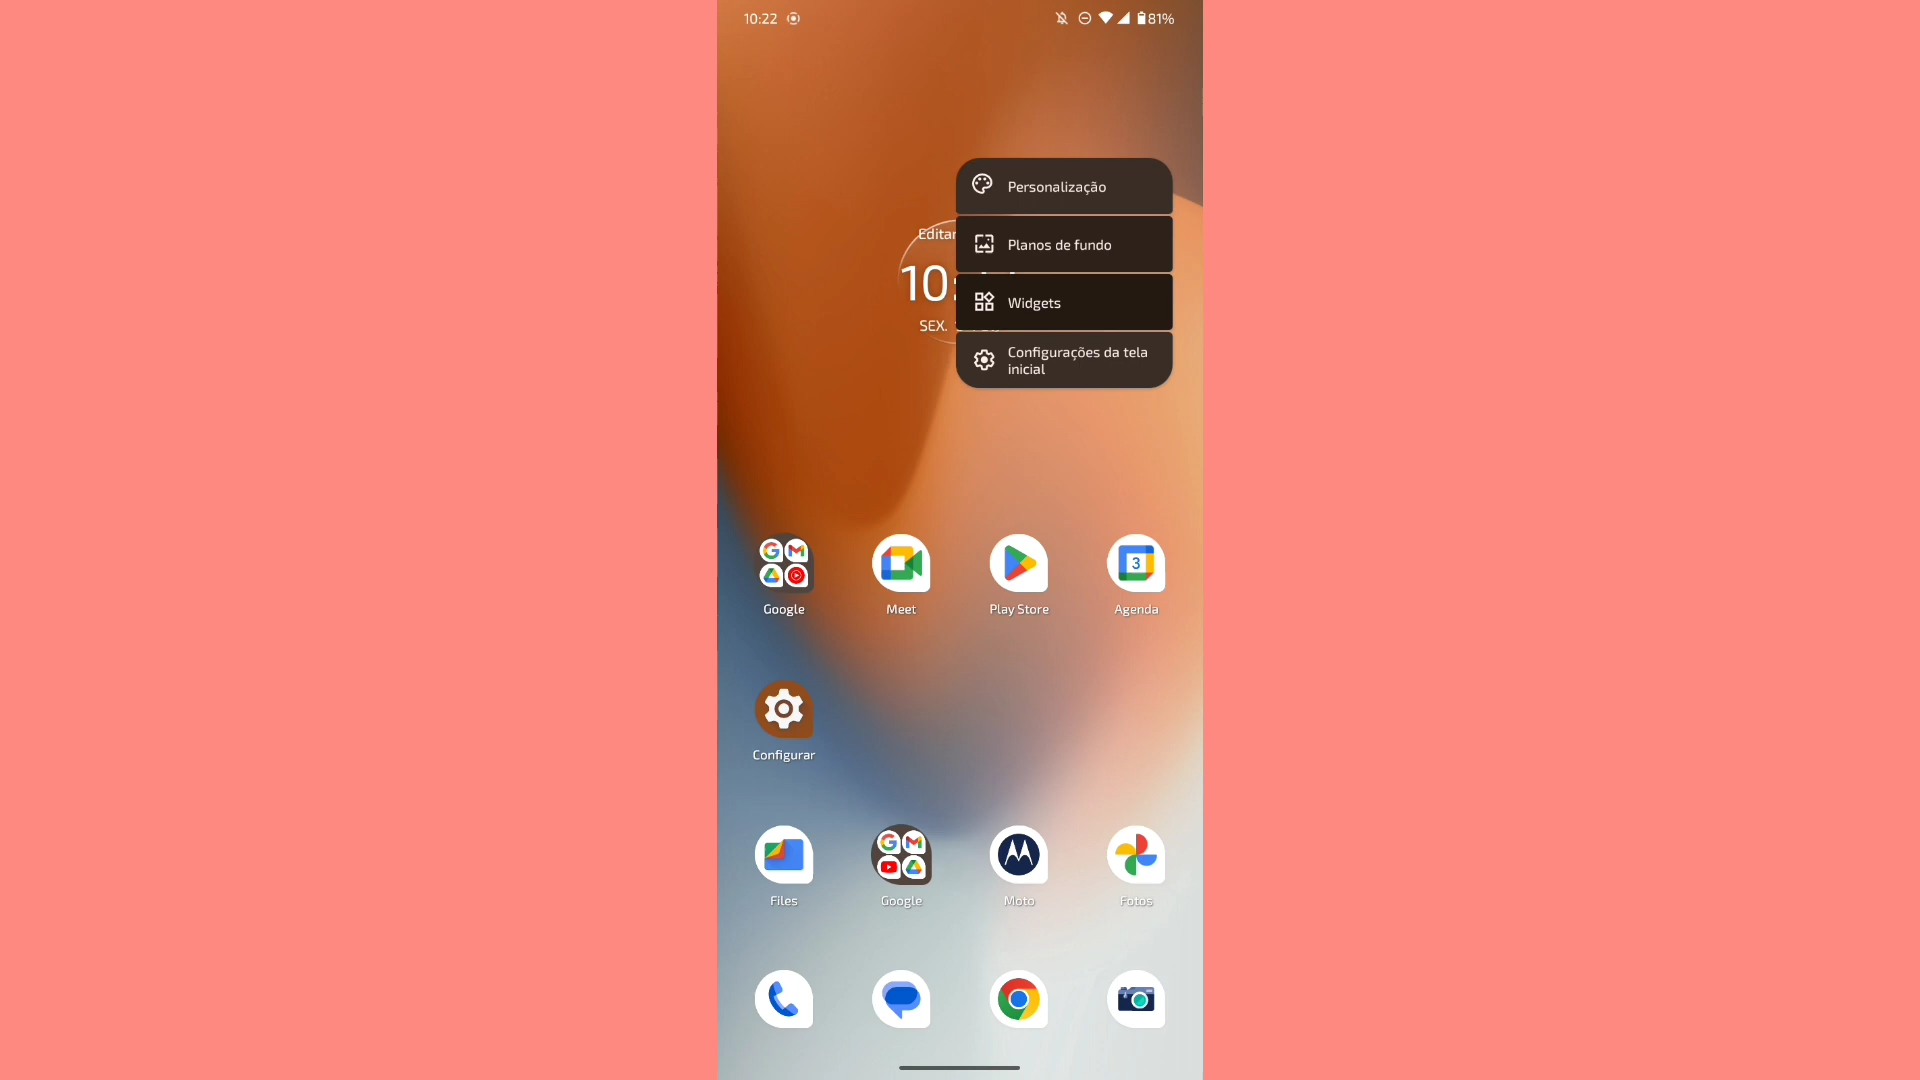 10:22
81%
Personalização
Planos de fundo
Widgets
Configurações da tela
inicial
10:
SEX.
Google
Meet
Play Store
3
Agenda
Configurar
Files
Google
Moto
Fotos